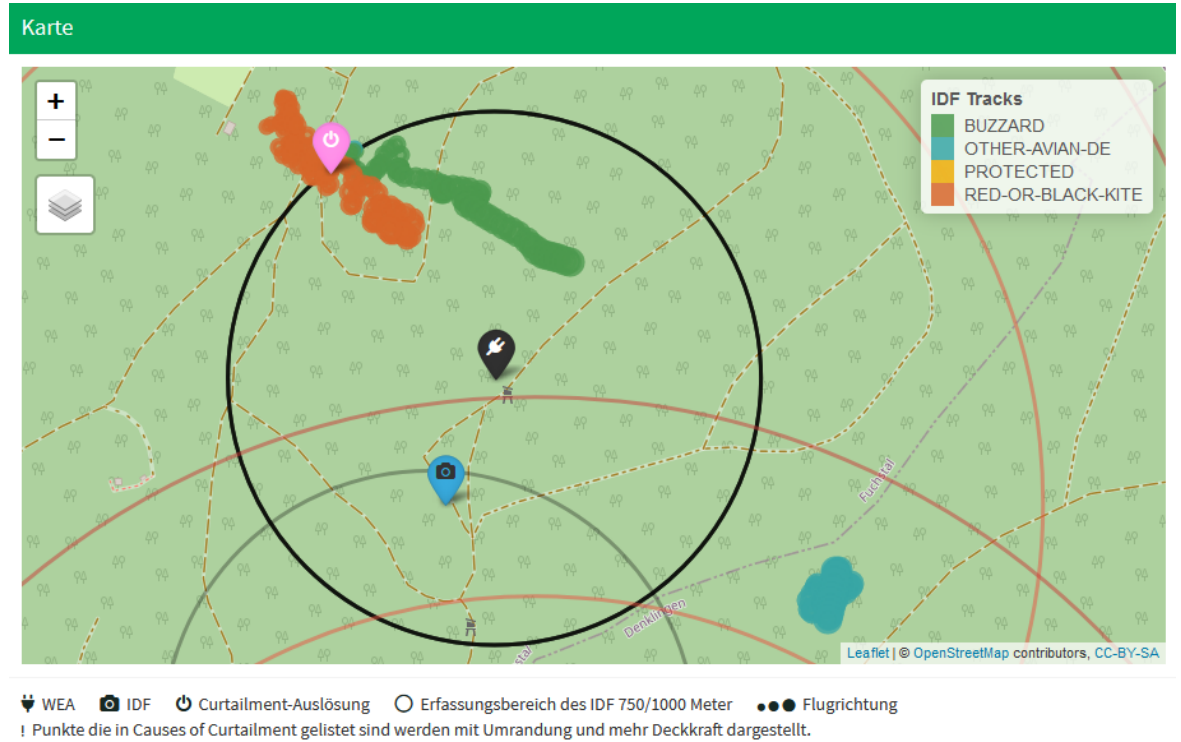 Karte
+
−
IDF Tracks
BUZZARD
OTHER-AVIAN-DE
PROTECTED
RED-OR-BLACK-KITE
Fuchstal
Denklingen
Leaflet | © OpenStreetMap contributors, CC-BY-SA
WEA IDF Curtailment-Auslösung Erfassungsbereich des IDF 750/1000 Meter Flugrichtung
! Punkte die in Causes of Curtailment gelistet sind werden mit Umrandung und mehr Deckkraft dargestellt.